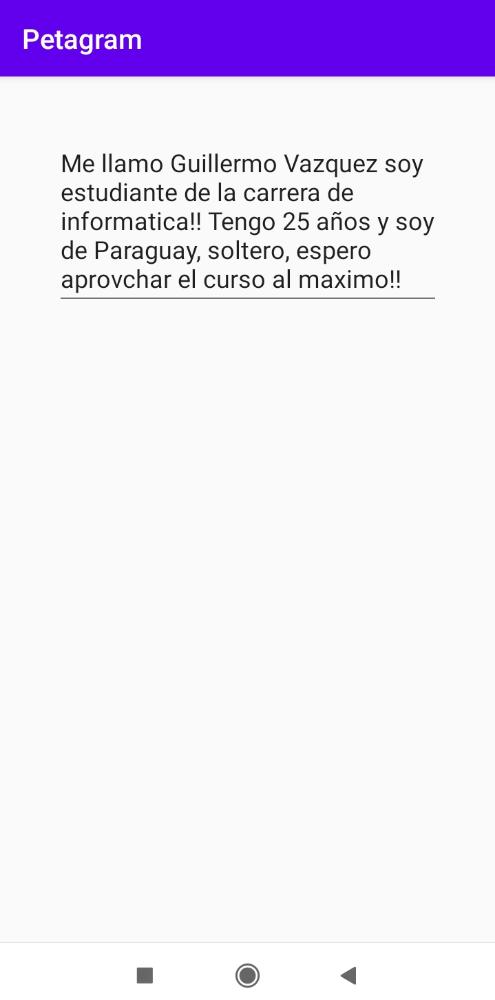 Petagram
Me llamo Guillermo Vazquez soy
estudiante de la carrera de
informatica!! Tengo 25 años y soy
de Paraguay, soltero, espero
aprovchar el curso al maximo!!